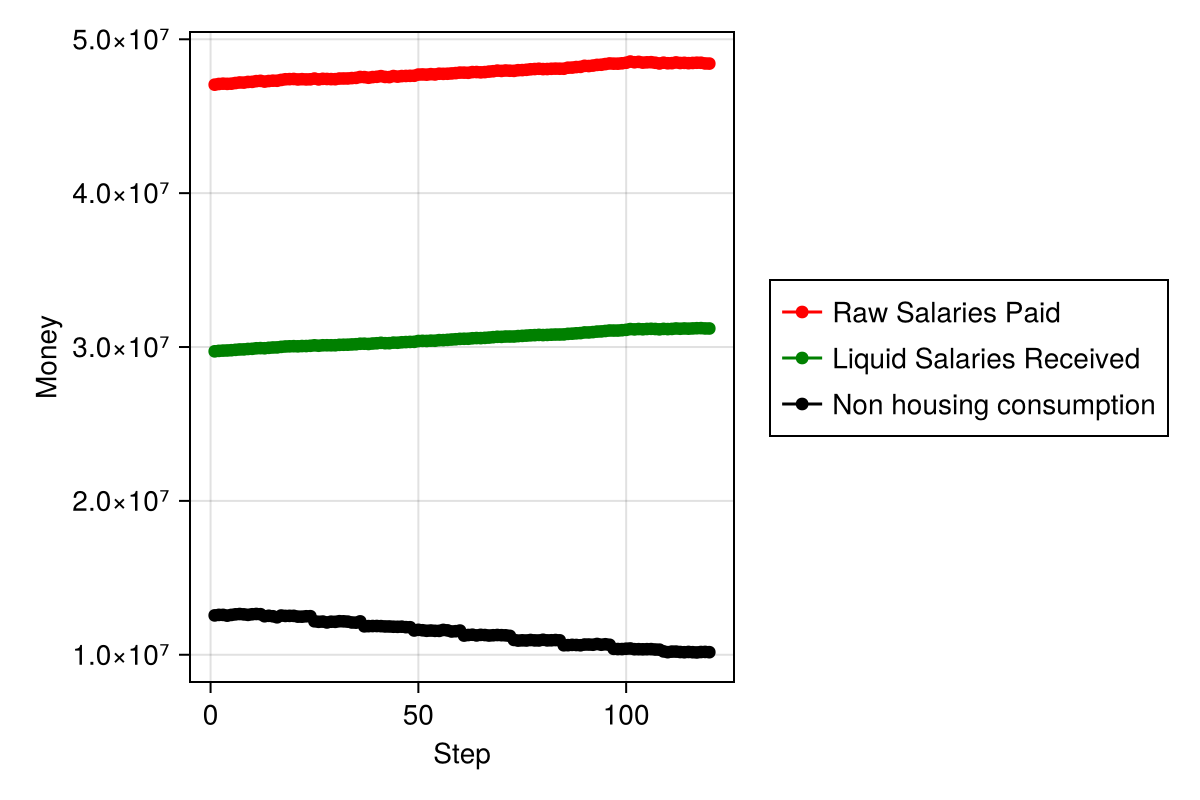 5.0×10⁷
4.0×10⁷
3.0×10⁷
2.0×10⁷
1.0×10⁷
Money
0 50 100
Step
Raw Salaries Paid
Liquid Salaries Received
Non housing consumption